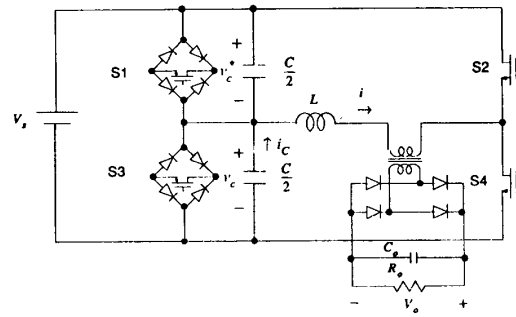 S1
+
v_c*
C/2
−
S2
V_s
L
i
→
+
↑ i_C
C/2
−
S3
v_c
S4
C_o
R_o
− V_o +